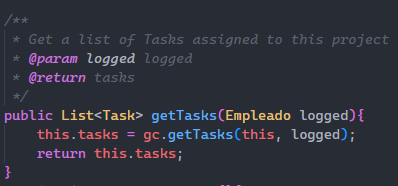 /**
 * Get a list of Tasks assigned to this project
 * @param logged logged
 * @return tasks
 */
public List<Task> getTasks(Empleado logged){
    this.tasks = gc.getTasks(this, logged);
    return this.tasks;
}